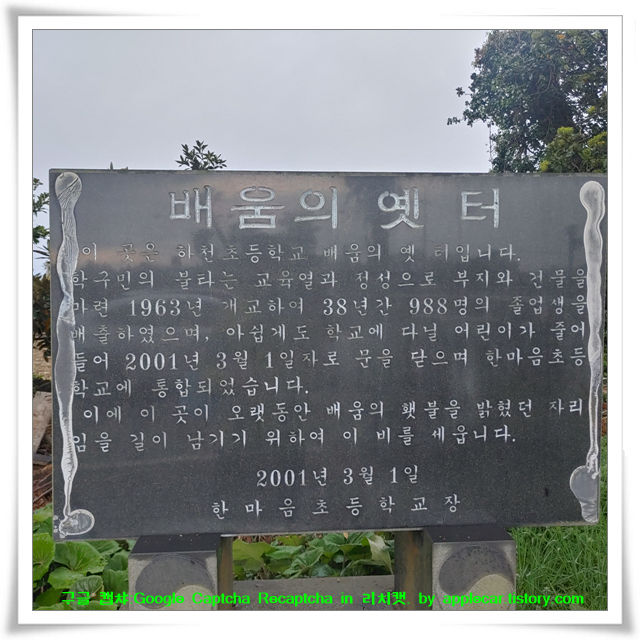 배움의 옛 터
이 곳은 하천초등학교 배움의 옛 터입니다.
학구민의 불타는 교육열과 정성으로 부지와 건물을
마련 1963년 개교하여 38년간 988명의 졸업생을
배출하였으며, 아쉽게도 학교에 다닐 어린이가 줄어
들어 2001년 3월 1일자로 문을 닫으며 한마음초등
학교에 통합되었습니다.
이에 이 곳이 오랫동안 배움의 횃불을 밝혔던 자리
임을 길이 남기기 위하여 이 비를 세웁니다.
2001년 3월 1일
한마음초등학교장
구글 캡챠 Google Captcha Recaptcha in 리치캣 by applecar.tistory.com